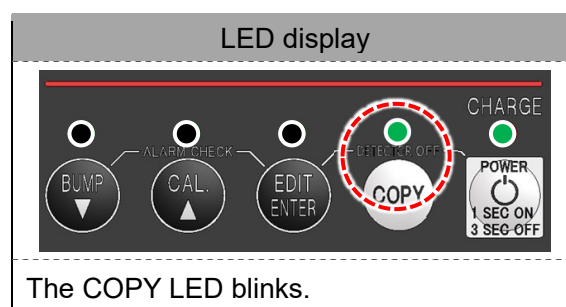 LED display
CHARGE
ALARM CHECK
DETECTER OFF
BUMP
CAL.
EDIT
ENTER
COPY
POWER
1 SEC ON
3 SEC OFF
The COPY LED blinks.